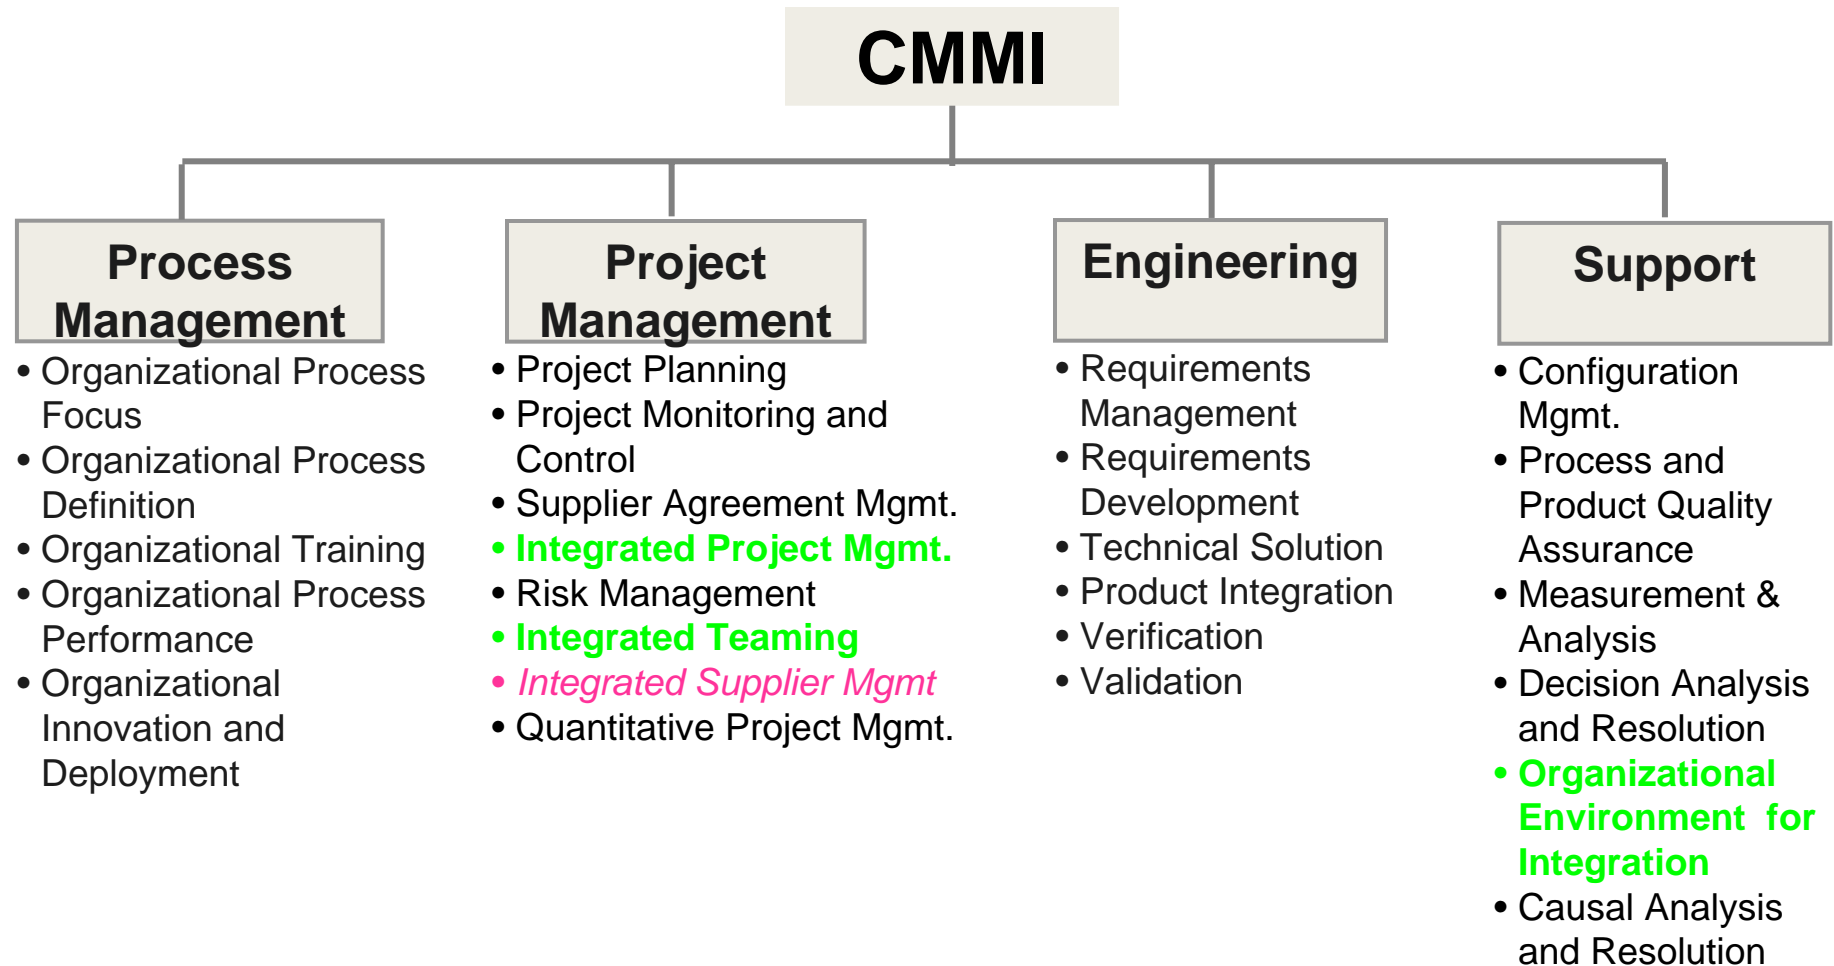 CMMI
Process
Management
• Organizational Process
Focus
• Organizational Process
Definition
• Organizational Training
• Organizational Process
Performance
• Organizational
Innovation and
Deployment
Project
Management
• Project Planning
• Project Monitoring and
Control
• Supplier Agreement Mgmt.
• Integrated Project Mgmt.
• Risk Management
• Integrated Teaming
• Integrated Supplier Mgmt
• Quantitative Project Mgmt.
Engineering
• Requirements
Management
• Requirements
Development
• Technical Solution
• Product Integration
• Verification
• Validation
Support
• Configuration
Mgmt.
• Process and
Product Quality
Assurance
• Measurement &
Analysis
• Decision Analysis
and Resolution
• Organizational
Environment for
Integration
• Causal Analysis
and Resolution